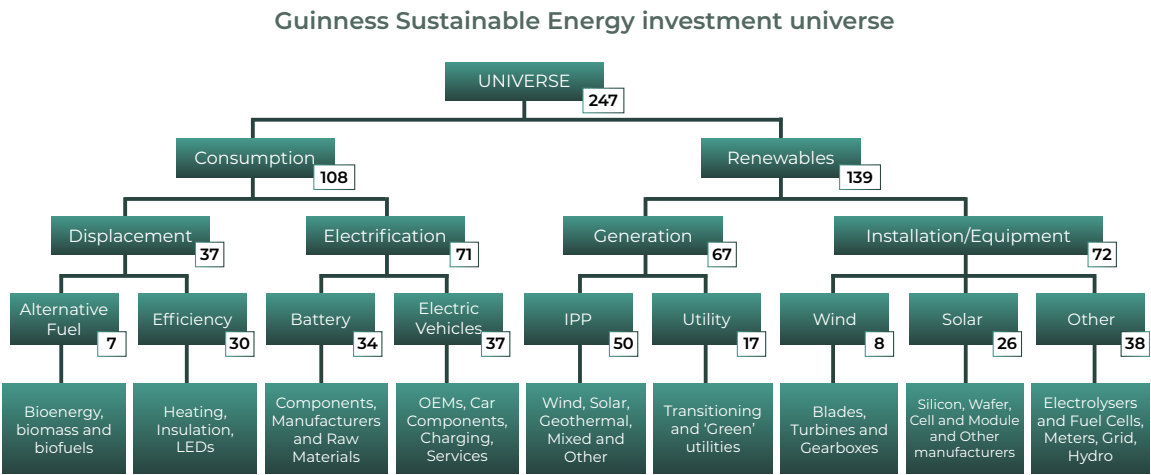 Guinness Sustainable Energy investment universe
UNIVERSE
247
Consumption
108
Renewables
139
Displacement
37
Electrification
71
Generation
67
Installation/Equipment
72
Alternative
Fuel
7
Efficiency
30
Battery
34
Electric
Vehicles
37
IPP
50
Utility
17
Wind
8
Solar
26
Other
38
Bioenergy,
biomass and
biofuels
Heating,
Insulation,
LEDs
Components,
Manufacturers
and Raw
Materials
OEMs, Car
Components,
Charging,
Services
Wind, Solar,
Geothermal,
Mixed and
Other
Transitioning
and ‘Green’
utilities
Blades,
Turbines and
Gearboxes
Silicon, Wafer,
Cell and Module
and Other
manufacturers
Electrolysers
and Fuel Cells,
Meters, Grid,
Hydro